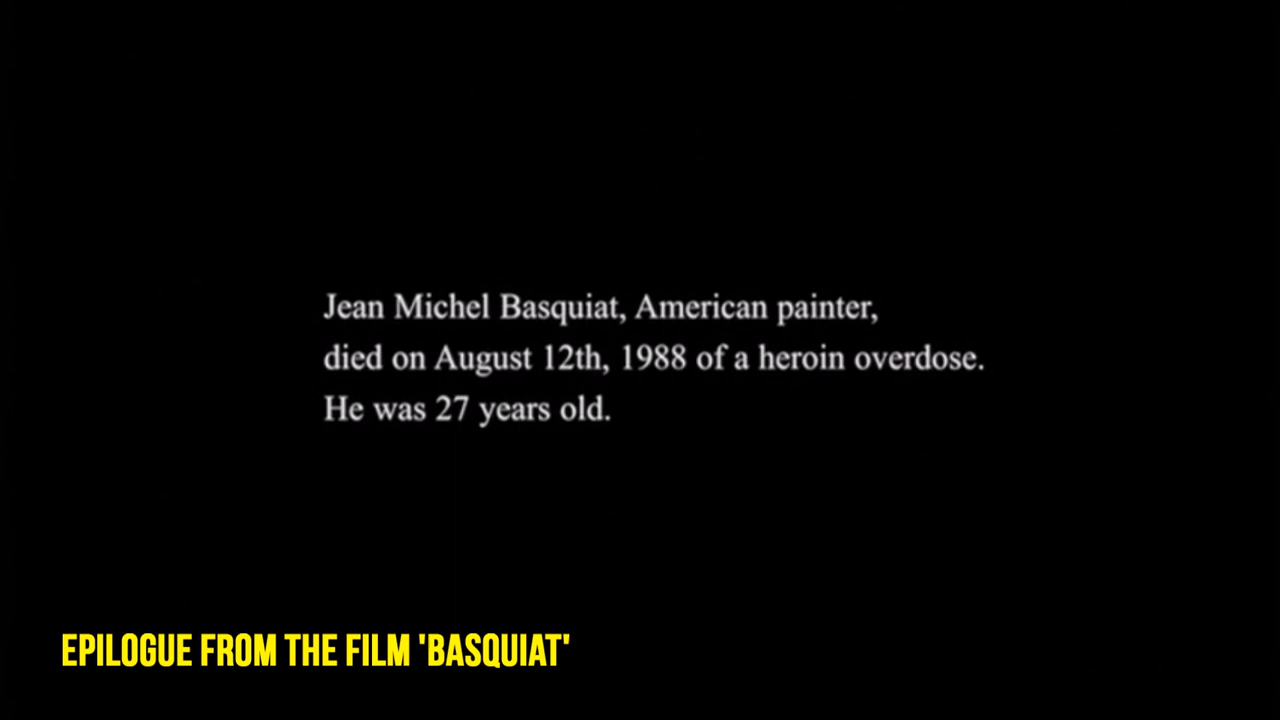 Jean Michel Basquiat, American painter,
died on August 12th, 1988 of a heroin overdose.
He was 27 years old.
EPILOGUE FROM THE FILM 'BASQUIAT'